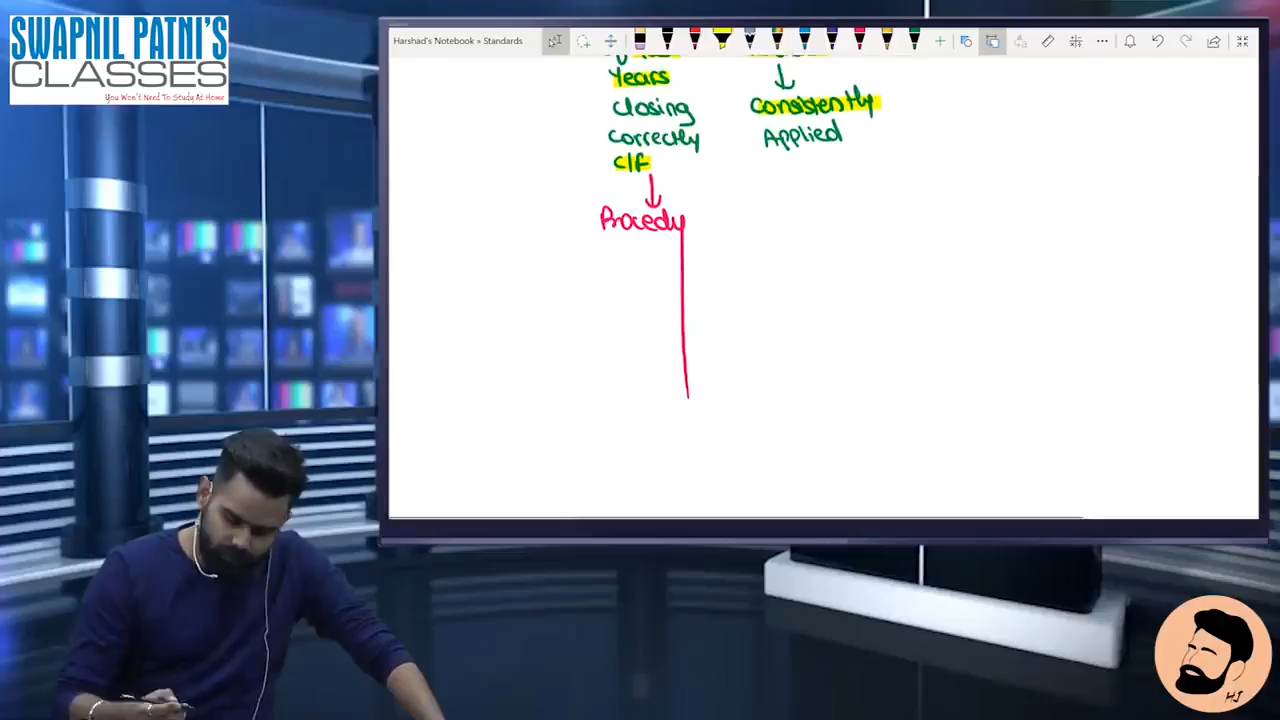 SWAPNIL PATNI'S
CLASSES
You Won't Need To Study At Home
Harshad's Notebook » Standards
Years
closing
correctly
C/f
Procedu
consistently
Applied
HJ